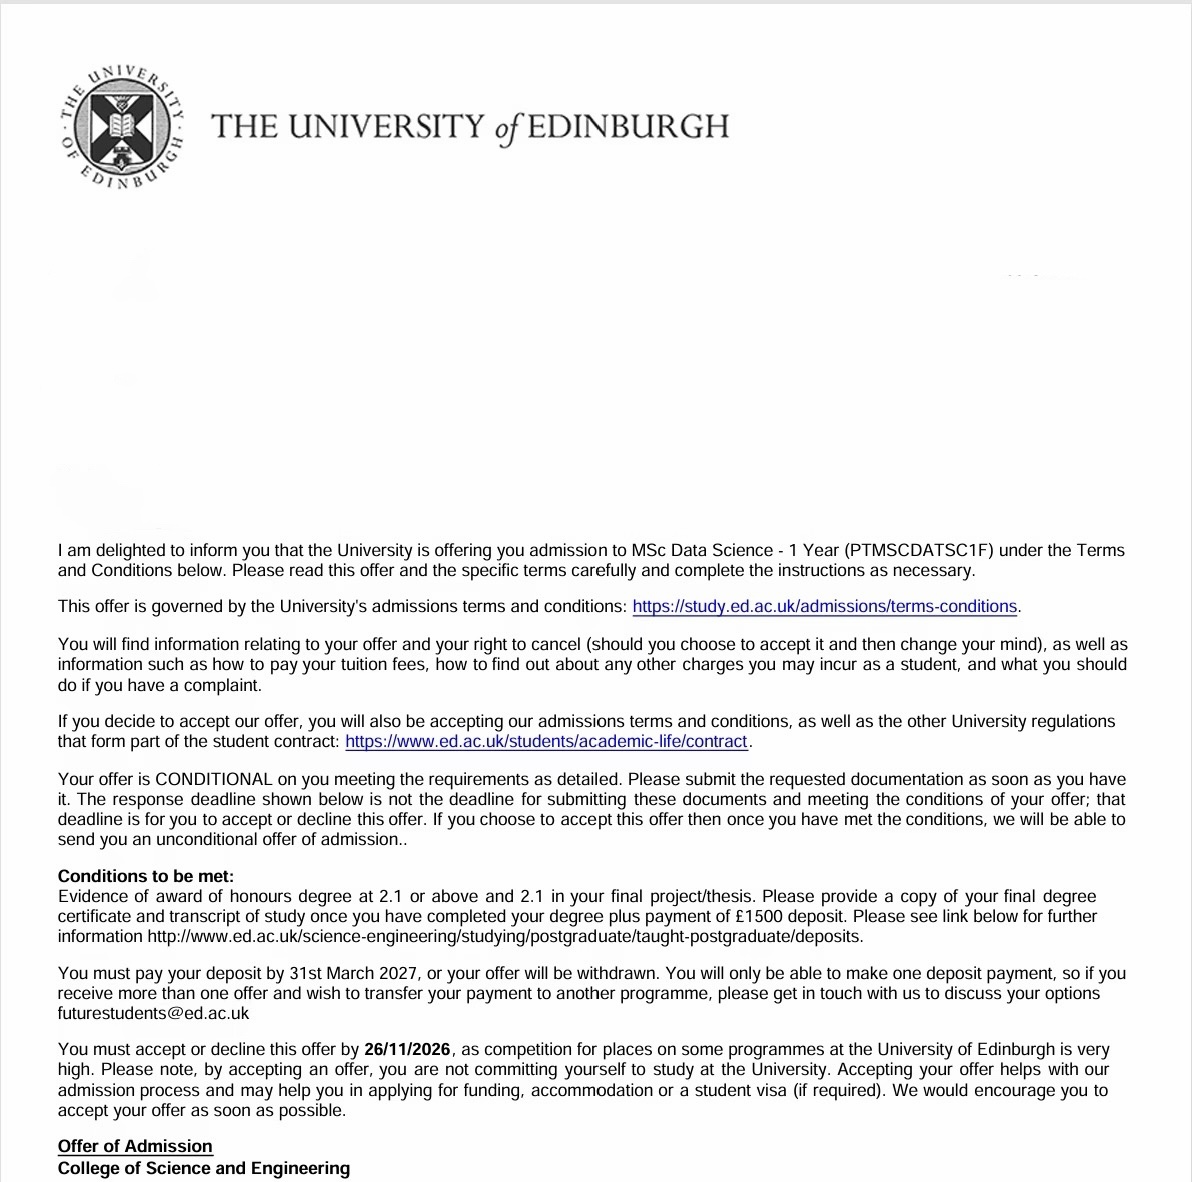 THE UNIVERSITY OF EDINBURGH
THE UNIVERSITY of EDINBURGH
I am delighted to inform you that the University is offering you admission to MSc Data Science - 1 Year (PTMSCDATSC1F) under the Terms
and Conditions below. Please read this offer and the specific terms carefully and complete the instructions as necessary.
This offer is governed by the University's admissions terms and conditions: https://study.ed.ac.uk/admissions/terms-conditions.
You will find information relating to your offer and your right to cancel (should you choose to accept it and then change your mind), as well as
information such as how to pay your tuition fees, how to find out about any other charges you may incur as a student, and what you should
do if you have a complaint.
If you decide to accept our offer, you will also be accepting our admissions terms and conditions, as well as the other University regulations
that form part of the student contract: https://www.ed.ac.uk/students/academic-life/contract.
Your offer is CONDITIONAL on you meeting the requirements as detailed. Please submit the requested documentation as soon as you have
it. The response deadline shown below is not the deadline for submitting these documents and meeting the conditions of your offer; that
deadline is for you to accept or decline this offer. If you choose to accept this offer then once you have met the conditions, we will be able to
send you an unconditional offer of admission..
Conditions to be met:
Evidence of award of honours degree at 2.1 or above and 2.1 in your final project/thesis. Please provide a copy of your final degree
certificate and transcript of study once you have completed your degree plus payment of £1500 deposit. Please see link below for further
information http://www.ed.ac.uk/science-engineering/studying/postgraduate/taught-postgraduate/deposits.
You must pay your deposit by 31st March 2027, or your offer will be withdrawn. You will only be able to make one deposit payment, so if you
receive more than one offer and wish to transfer your payment to another programme, please get in touch with us to discuss your options
futurestudents@ed.ac.uk
You must accept or decline this offer by 26/11/2026, as competition for places on some programmes at the University of Edinburgh is very
high. Please note, by accepting an offer, you are not committing yourself to study at the University. Accepting your offer helps with our
admission process and may help you in applying for funding, accommodation or a student visa (if required). We would encourage you to
accept your offer as soon as possible.
Offer of Admission
College of Science and Engineering